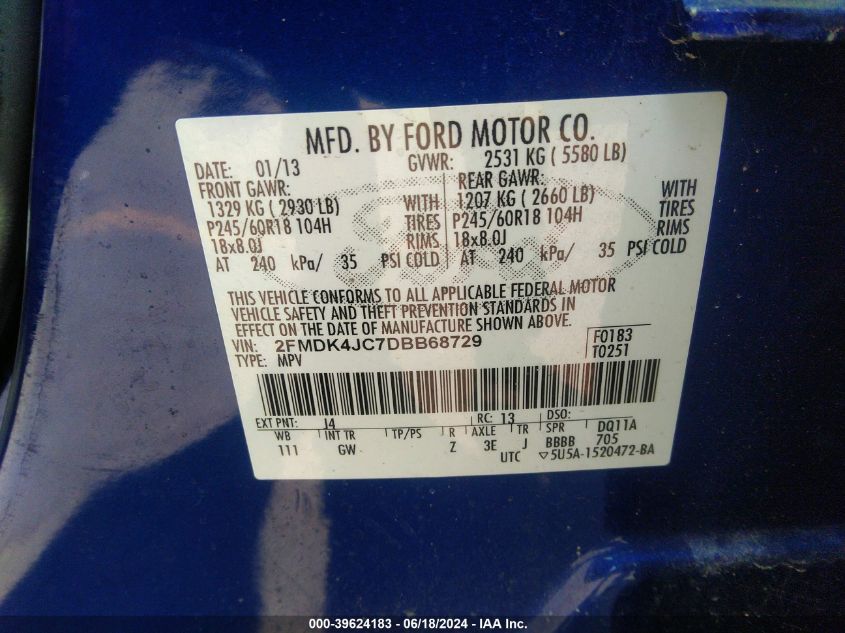 MFD. BY FORD MOTOR CO.
DATE: 01/13 GVWR: 2531 KG ( 5580 LB)
FRONT GAWR: REAR GAWR:
1329 KG ( 2930 LB) WITH 1207 KG ( 2660 LB) WITH
P245/60R18 104H TIRES P245/60R18 104H TIRES
18x8.0J RIMS 18x8.0J RIMS
AT 240 kPa/ 35 PSI COLD AT 240 kPa/ 35 PSI COLD
THIS VEHICLE CONFORMS TO ALL APPLICABLE FEDERAL MOTOR
VEHICLE SAFETY AND THEFT PREVENTION STANDARDS IN
EFFECT ON THE DATE OF MANUFACTURE SHOWN ABOVE.
VIN: 2FMDK4JC7DBB68729 F0183
TYPE: MPV T0251
EXT PNT: J4 RC: 13 DSO:
WB INT TR TP/PS R AXLE TR SPR DQ11A
111 GW Z 3E J BBBB 705
UTC ▽5U5A-1520472-BA
000-39624183 - 06/18/2024 - IAA Inc.